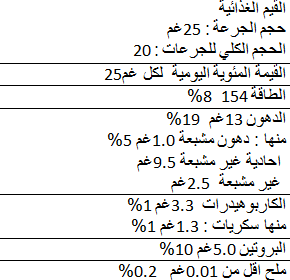 القيم الغذائية
حجم الجرعة : 25غم
الحجم الكلي للجرعات : 20
القيمة المئوية اليومية لكل غم25
الطاقة 154 8%
الدهون 13غم 19%
منها : دهون مشبعة 1.0غم 5%
احادية غير مشبعة 9.5غم
غير مشبعة 2.5غم
الكاربوهيدرات 3.3غم 1%
منها سكريات : 1.3غم 1%
البروتين 5.0غم 10%
ملح اقل من 0.01غم 0.2%